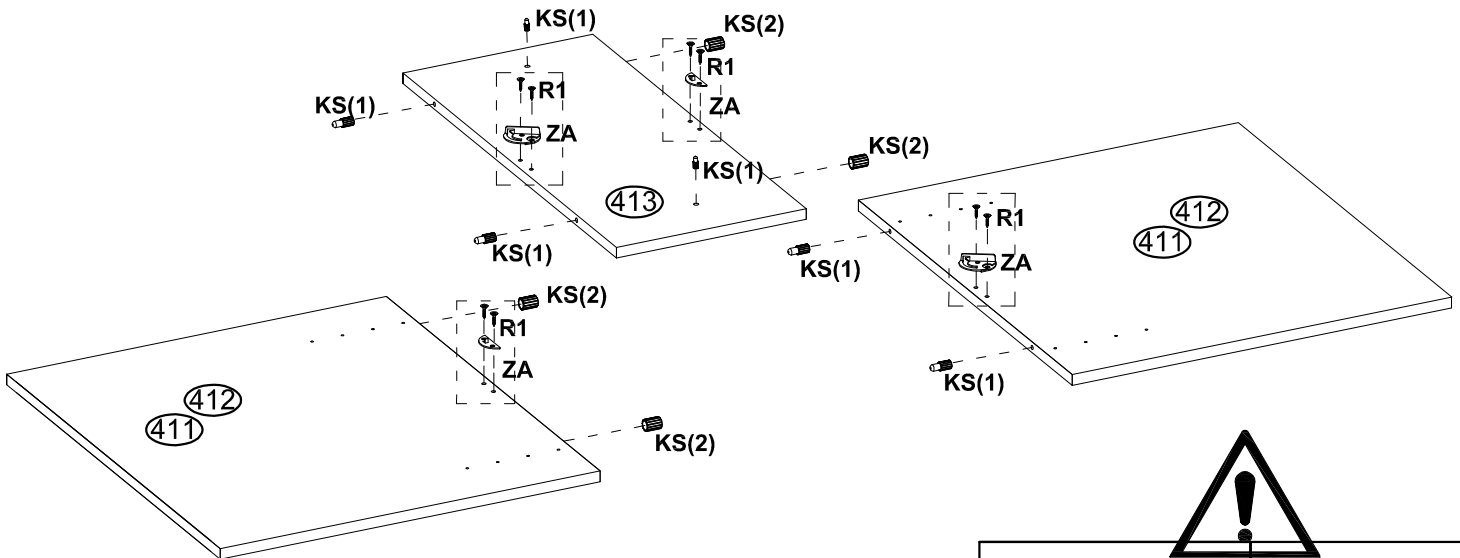 KS(1)
KS(2)
R1
R1
ZA
KS(1)
ZA
KS(1)
KS(2)
413
KS(1)
412
411
R1
ZA
KS(1)
KS(2)
R1
ZA
KS(1)
412
411
KS(2)